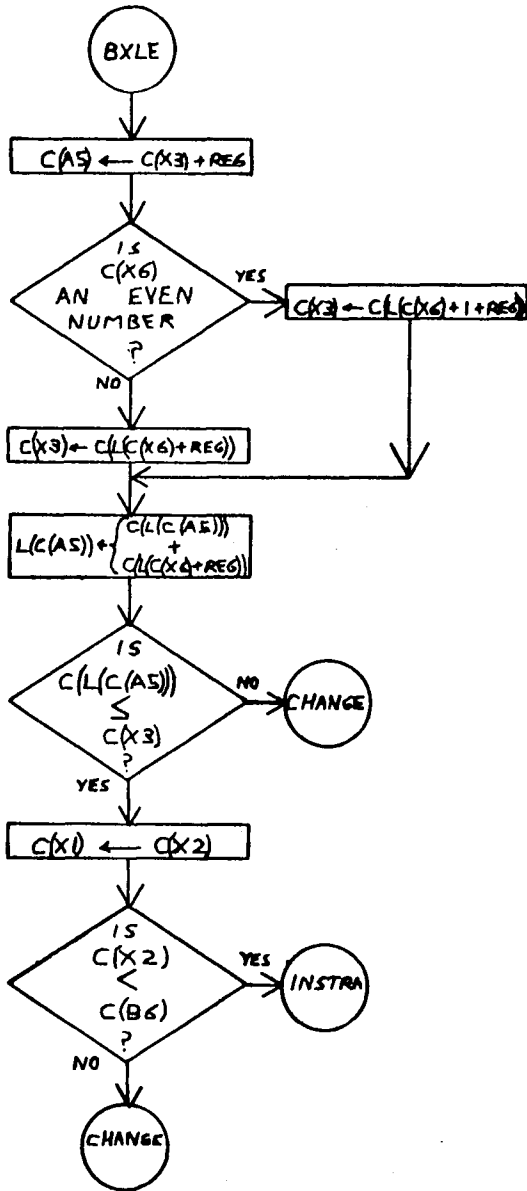 BXLE
C(A5) ← C(X3) + REG
IS
C(X6)
AN EVEN
NUMBER
?
YES
C(X3) ← C(L(C(X6)+1+REG))
NO
C(X3) ← C(L(C(X6)+REG))
L(C(A5)) ← { C(L(C(A5)))
+
C(L(C(X6)+REG))
IS
C(L(C(A5)))
≤
C(X3)
?
NO
CHANGE
YES
C(X1) ← C(X2)
IS
C(X2)
<
C(B6)
?
YES
INSTRA
NO
CHANGE